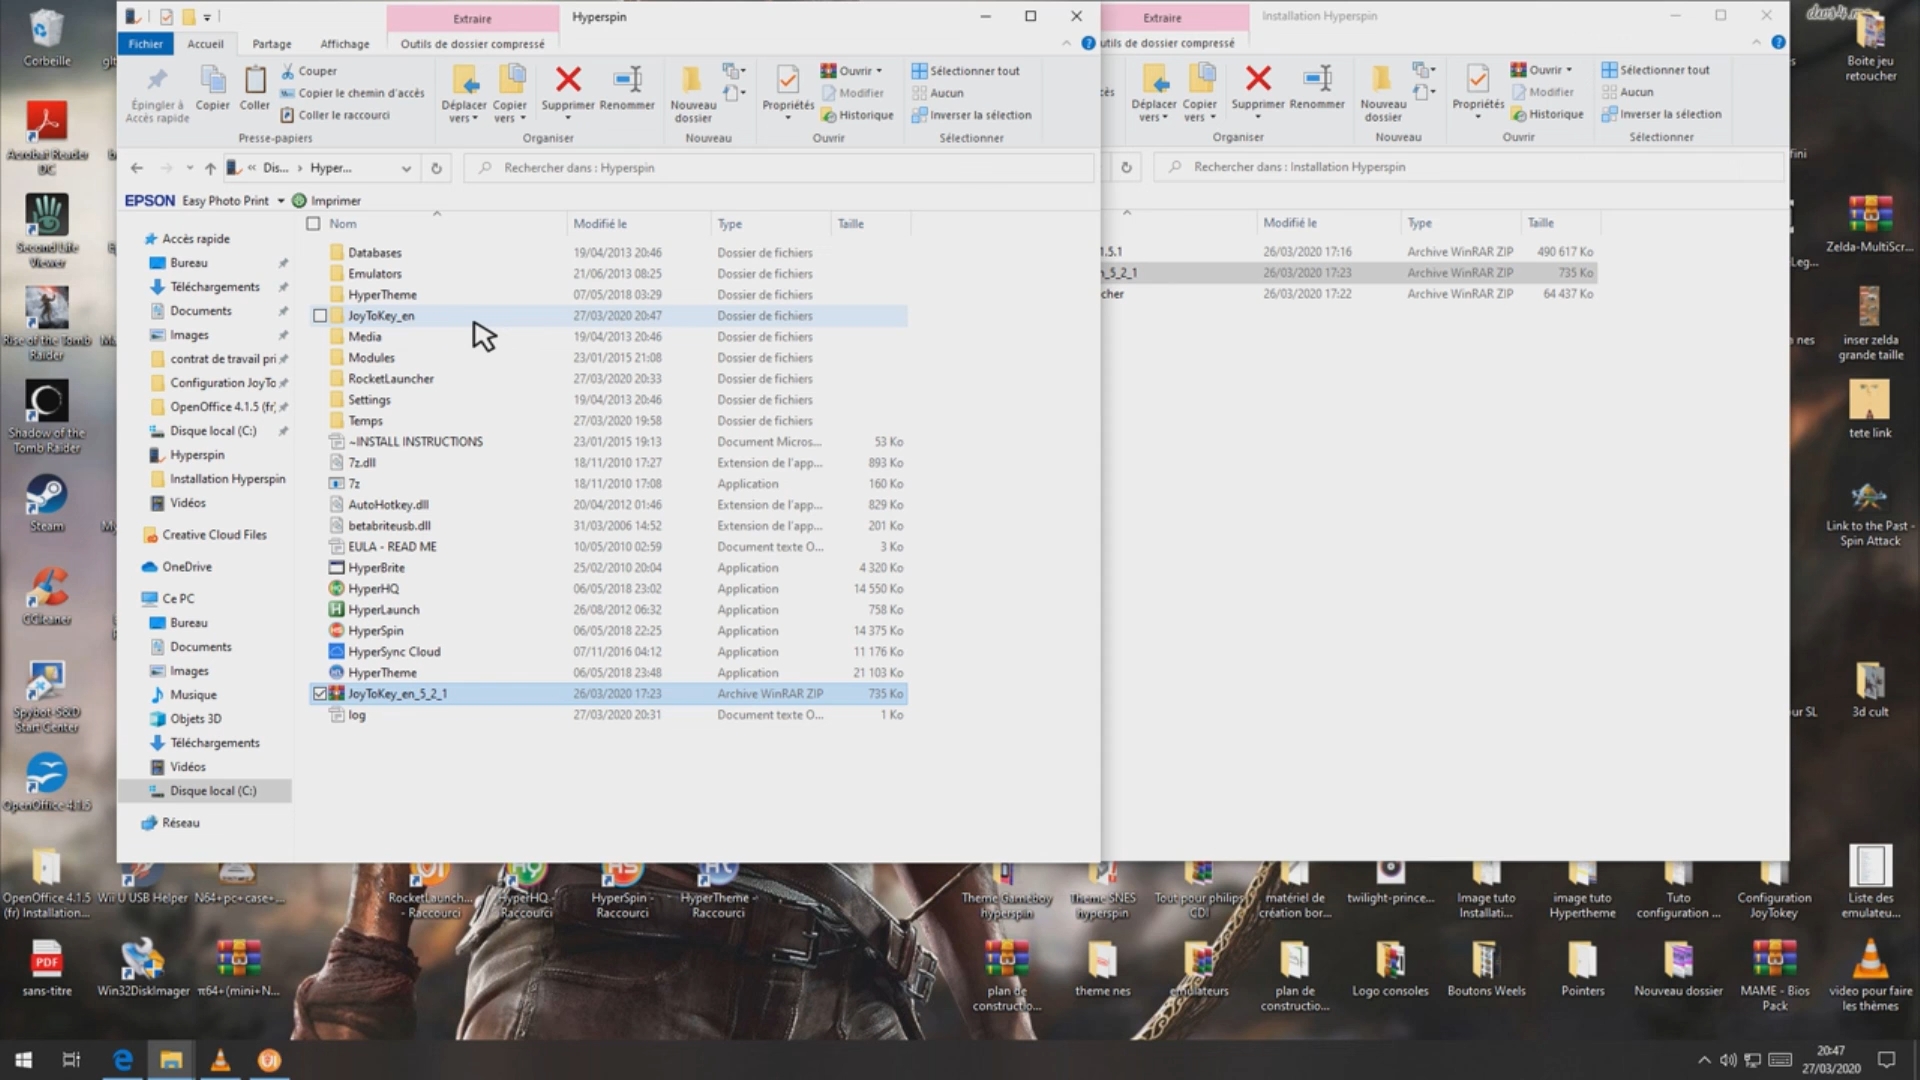 Extraire
Hyperspin
Fichier
Accueil
Partage
Affichage
Outils de dossier compressé
Épingler à
Accès rapide
Copier
Coller
Couper
Copier le chemin d'accès
Coller le raccourci
Presse-papiers
Déplacer
vers
Copier
vers
Supprimer
Renommer
Organiser
Nouveau
dossier
Nouveau
Propriétés
Ouvrir
Modifier
Historique
Ouvrir
Sélectionner tout
Aucun
Inverser la sélection
Sélectionner
« Dis... › Hyper...
Rechercher dans : Hyperspin
EPSON Easy Photo Print
Imprimer
Accès rapide
Bureau
Téléchargements
Documents
Images
contrat de travail pri
Configuration JoyTo
OpenOffice 4.1.5 (fr)
Disque local (C:)
Hyperspin
Installation Hyperspin
Vidéos
Creative Cloud Files
OneDrive
Ce PC
Bureau
Documents
Images
Musique
Objets 3D
Téléchargements
Vidéos
Disque local (C:)
Réseau
Nom Modifié le Type Taille
Databases 19/04/2013 20:46 Dossier de fichiers
Emulators 21/06/2013 08:25 Dossier de fichiers
HyperTheme 07/05/2018 03:29 Dossier de fichiers
JoyToKey_en 27/03/2020 20:47 Dossier de fichiers
Media 19/04/2013 20:46 Dossier de fichiers
Modules 23/01/2015 21:08 Dossier de fichiers
RocketLauncher 27/03/2020 20:33 Dossier de fichiers
Settings 19/04/2013 20:46 Dossier de fichiers
Temps 27/03/2020 19:58 Dossier de fichiers
~INSTALL INSTRUCTIONS 23/01/2015 19:13 Document Micros... 53 Ko
7z.dll 18/11/2010 17:27 Extension de l'app... 893 Ko
7z 18/11/2010 17:08 Application 160 Ko
AutoHotkey.dll 20/04/2012 01:46 Extension de l'app... 829 Ko
betabriteusb.dll 31/03/2006 14:52 Extension de l'app... 201 Ko
EULA - READ ME 10/05/2010 02:59 Document texte O... 3 Ko
HyperBrite 25/02/2010 20:04 Application 4 320 Ko
HyperHQ 06/05/2018 23:02 Application 14 550 Ko
HyperLaunch 26/08/2012 06:32 Application 758 Ko
HyperSpin 06/05/2018 22:25 Application 14 375 Ko
HyperSync Cloud 07/11/2016 04:12 Application 11 176 Ko
HyperTheme 06/05/2018 23:48 Application 21 103 Ko
JoyToKey_en_5_2_1 26/03/2020 17:23 Archive WinRAR ZIP 735 Ko
log 27/03/2020 20:31 Document texte O... 1 Ko
Extraire
Installation Hyperspin
utils de dossier compressé
Déplacer
vers
Copier
vers
Supprimer
Renommer
Organiser
Nouveau
dossier
Nouveau
Propriétés
Ouvrir
Modifier
Historique
Ouvrir
Sélectionner tout
Aucun
Inverser la sélection
Sélectionner
Rechercher dans : Installation Hyperspin
Modifié le Type Taille
1.5.1 26/03/2020 17:16 Archive WinRAR ZIP 490 617 Ko
_5_2_1 26/03/2020 17:23 Archive WinRAR ZIP 735 Ko
cher 26/03/2020 17:22 Archive WinRAR ZIP 64 437 Ko
Corbeille
Acrobat Reader
DC
Second Life
Viewer
Rise of the Tomb
Raider
Shadow of the
Tomb Raider
Steam
CCleaner
Spybot-S&D
Start Center
OpenOffice 4.1.5
Boite jeu
retoucher
Zelda-MultiScr...
inser zelda
grande taille
tete link
Link to the Past -
Spin Attack
3d cult
OpenOffice 4.1.5
(fr) Installation...
Wii U USB Helper
N64+pc+case+...
RocketLaunch...
- Raccourci
HyperHQ -
Raccourci
HyperSpin -
Raccourci
HyperTheme -
Raccourci
Theme Gameboy
hyperspin
Theme SNES
hyperspin
Tout pour philips
CDI
matériel de
création bor...
twilight-prince...
Image tuto
Installati...
image tuto
Hypertheme
Tuto
configuration ...
Configuration
JoyTokey
Liste des
emulateu...
PDF
sans-titre
Win32DiskImager
π64+(mini+N...
plan de
constructio...
theme nes
emulateurs
plan de
constructio...
Logo consoles
Boutons Weels
Pointers
Nouveau dossier
MAME - Bios
Pack
video pour faire
les thèmes
20:47
27/03/2020